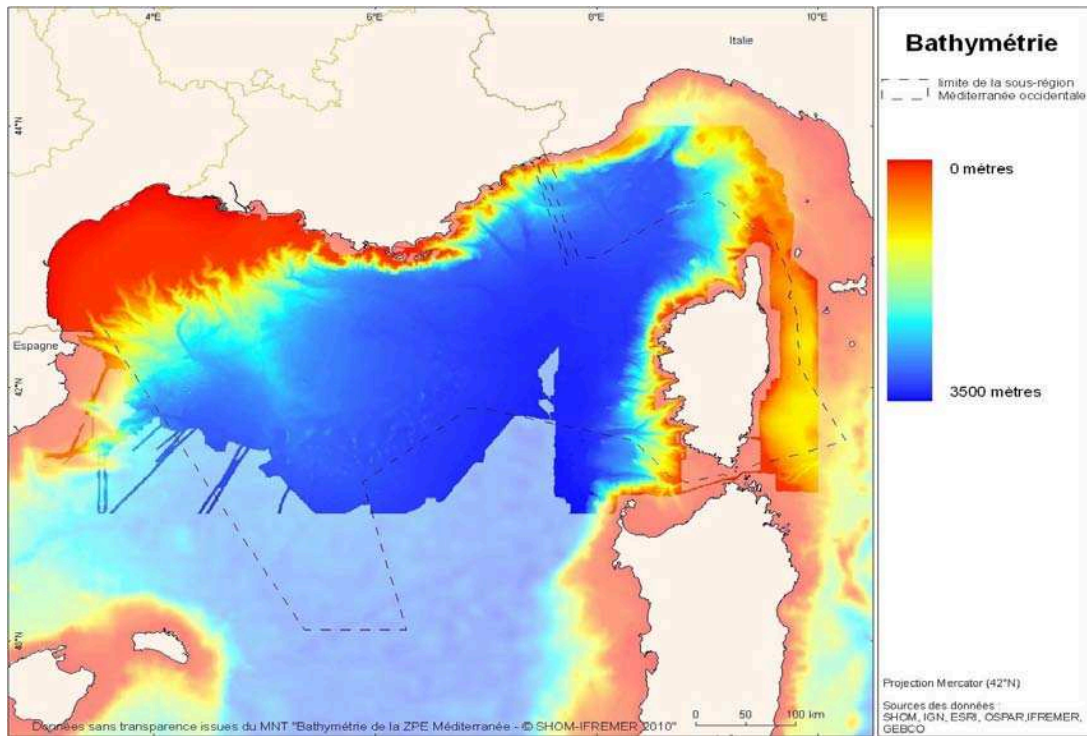 4°E 6°E 8°E 10°E
Italie
44°N
Espagne
42°N
40°N
Données sans transparence issues du MNT "Bathymétrie de la ZPE Méditerranée - © SHOM-IFREMER 2010"
0 50 100 km
Bathymétrie
limite de la sous-région
Méditerranée occidentale
0 mètres
3500 mètres
Projection Mercator (42°N)
Sources des données :
SHOM, IGN, ESRI, OSPAR,IFREMER,
GEBCO